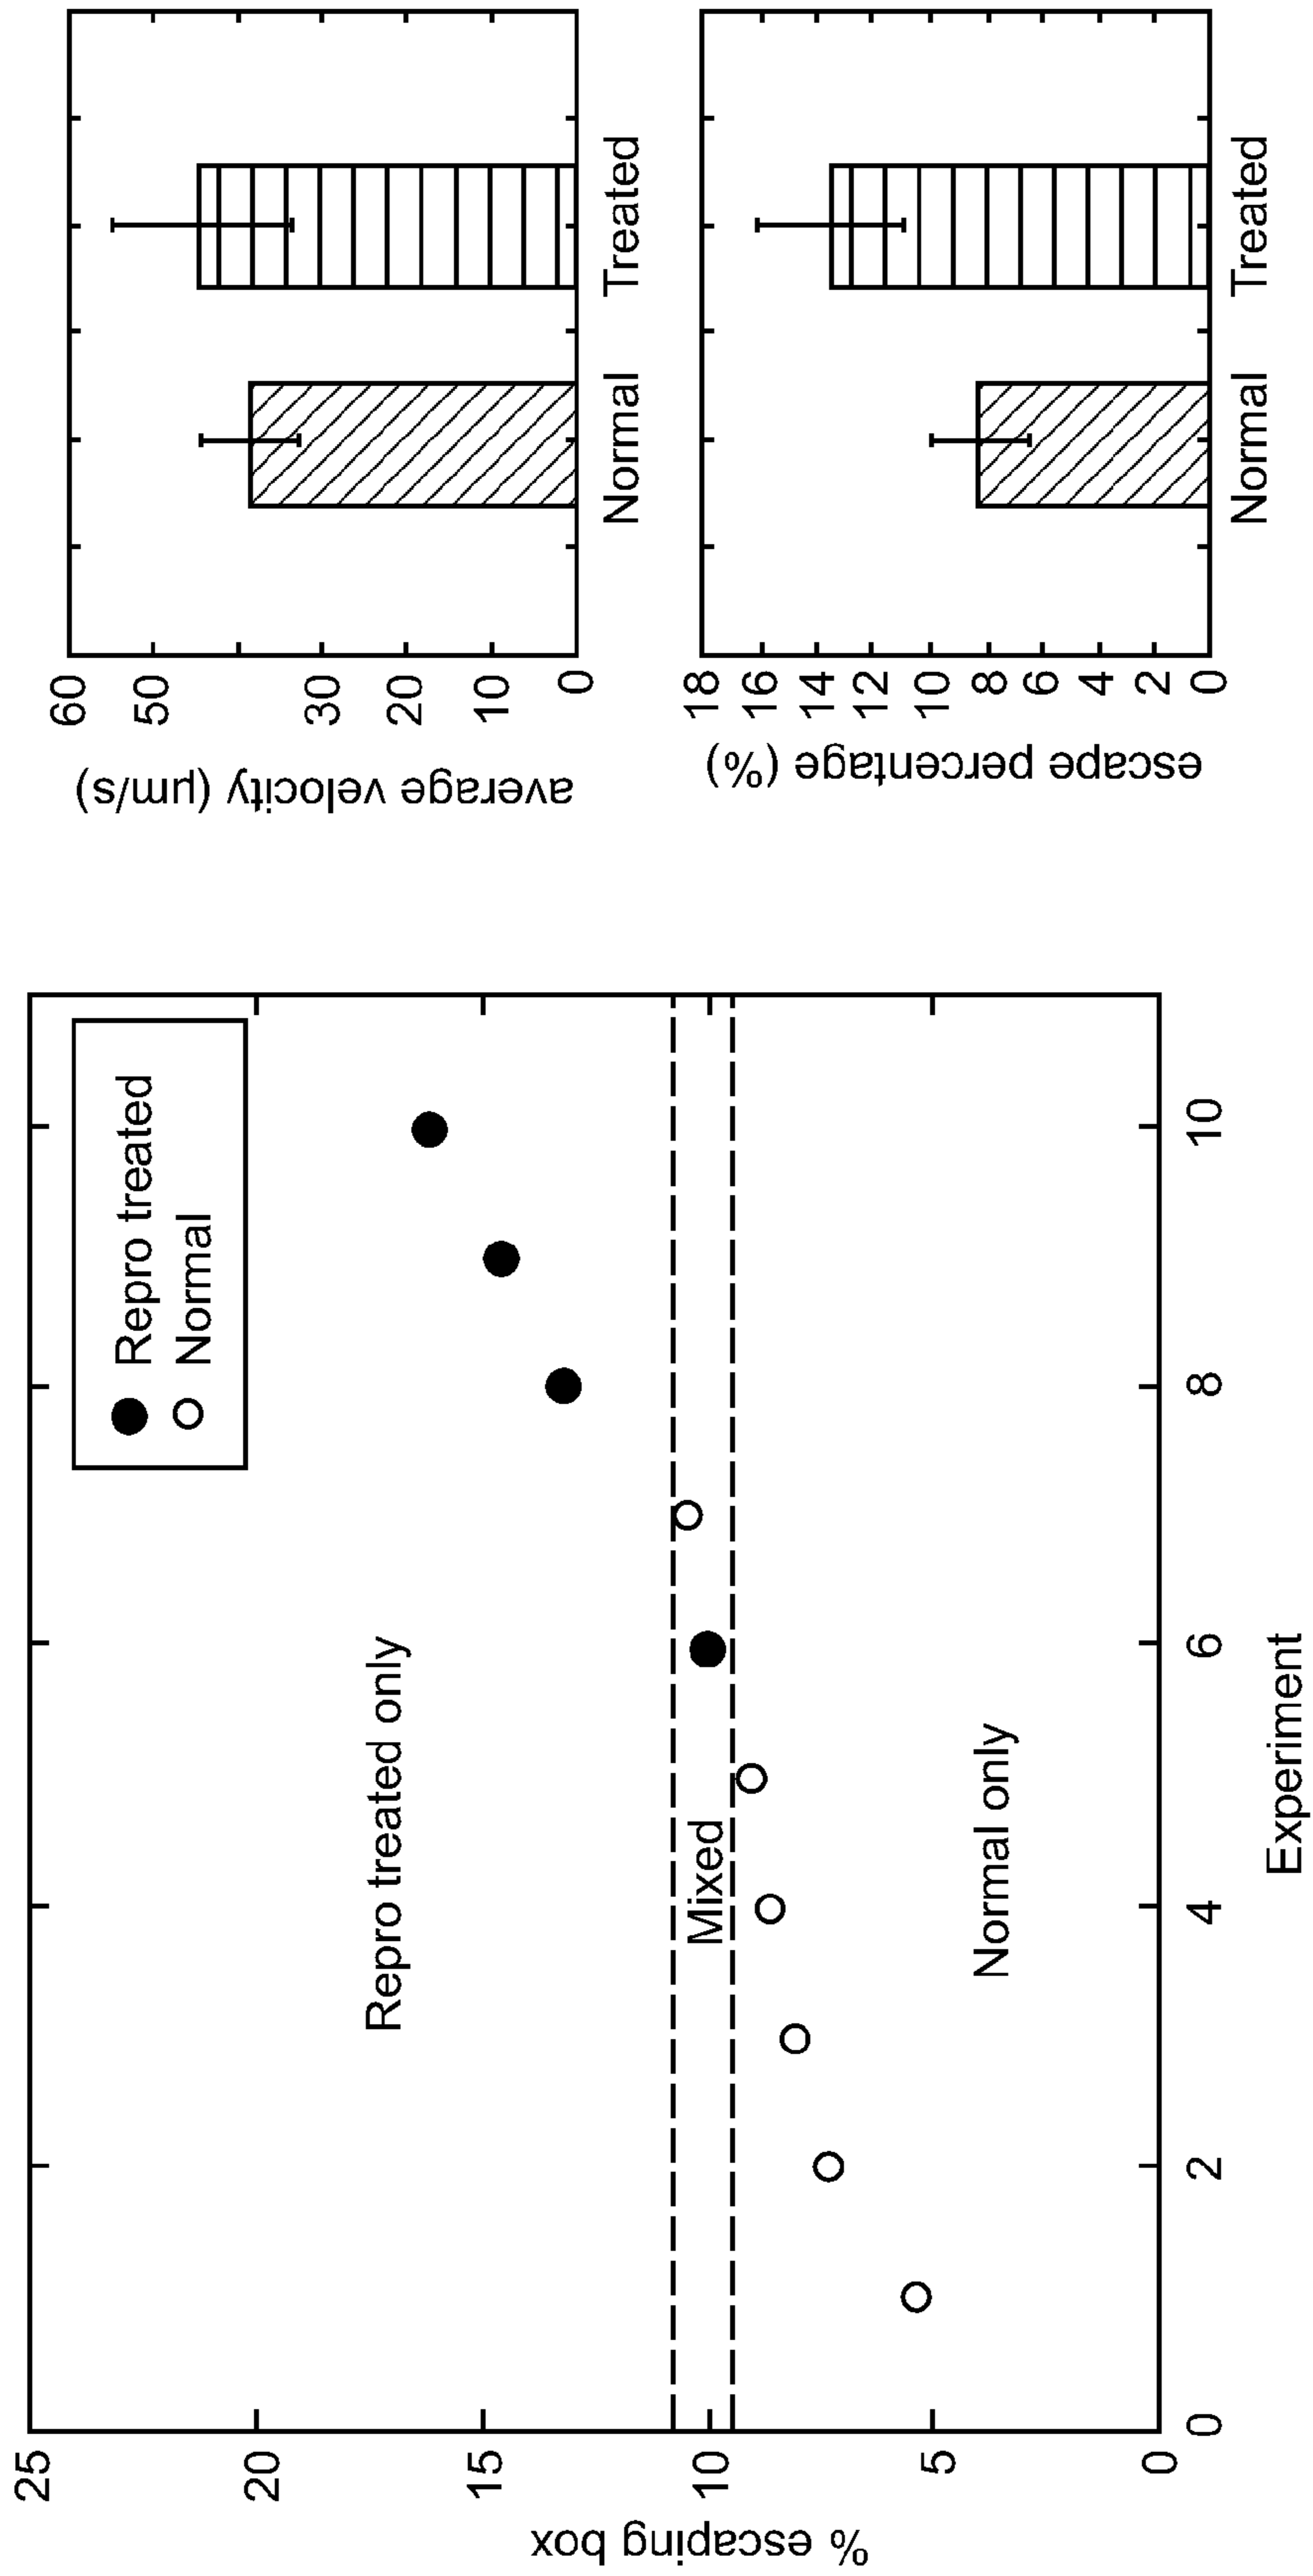 % escaping box
25
20
15
10
5
0
Repro treated
Normal
Repro treated only
Mixed
Normal only
0
2
4
6
8
10
Experiment
average velocity (µm/s)
60
50
30
20
10
0
Normal
Treated
escape percentage (%)
18
16
14
12
10
8
6
4
2
0
Normal
Treated